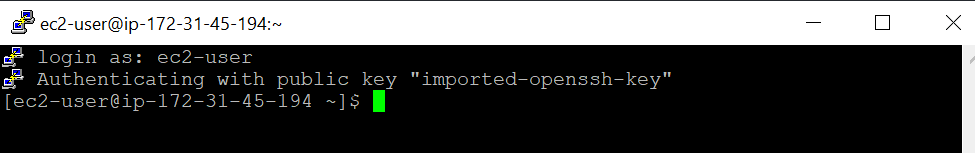 ec2-user@ip-172-31-45-194:~
login as: ec2-user
Authenticating with public key "imported-openssh-key"
[ec2-user@ip-172-31-45-194 ~]$